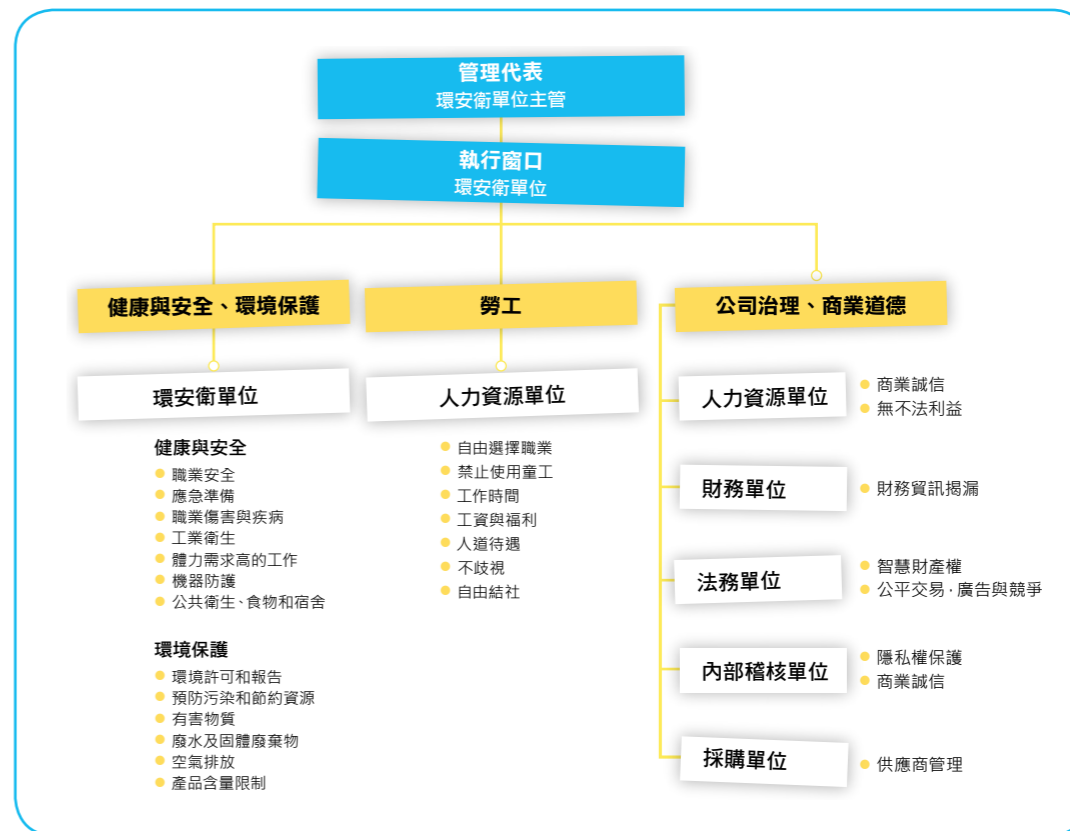 管理代表
環安衛單位主管
執行窗口
環安衛單位
健康與安全、環境保護
環安衛單位
健康與安全
職業安全
應急準備
職業傷害與疾病
工業衛生
體力需求高的工作
機器防護
公共衛生、食物和宿舍
環境保護
環境許可和報告
預防污染和節約資源
有害物質
廢水及固體廢棄物
空氣排放
產品含量限制
勞工
人力資源單位
自由選擇職業
禁止使用童工
工作時間
工資與福利
人道待遇
不歧視
自由結社
公司治理、商業道德
人力資源單位
商業誠信
無不法利益
財務單位
財務資訊揭漏
法務單位
智慧財產權
公平交易·廣告與競爭
內部稽核單位
隱私權保護
商業誠信
採購單位
供應商管理